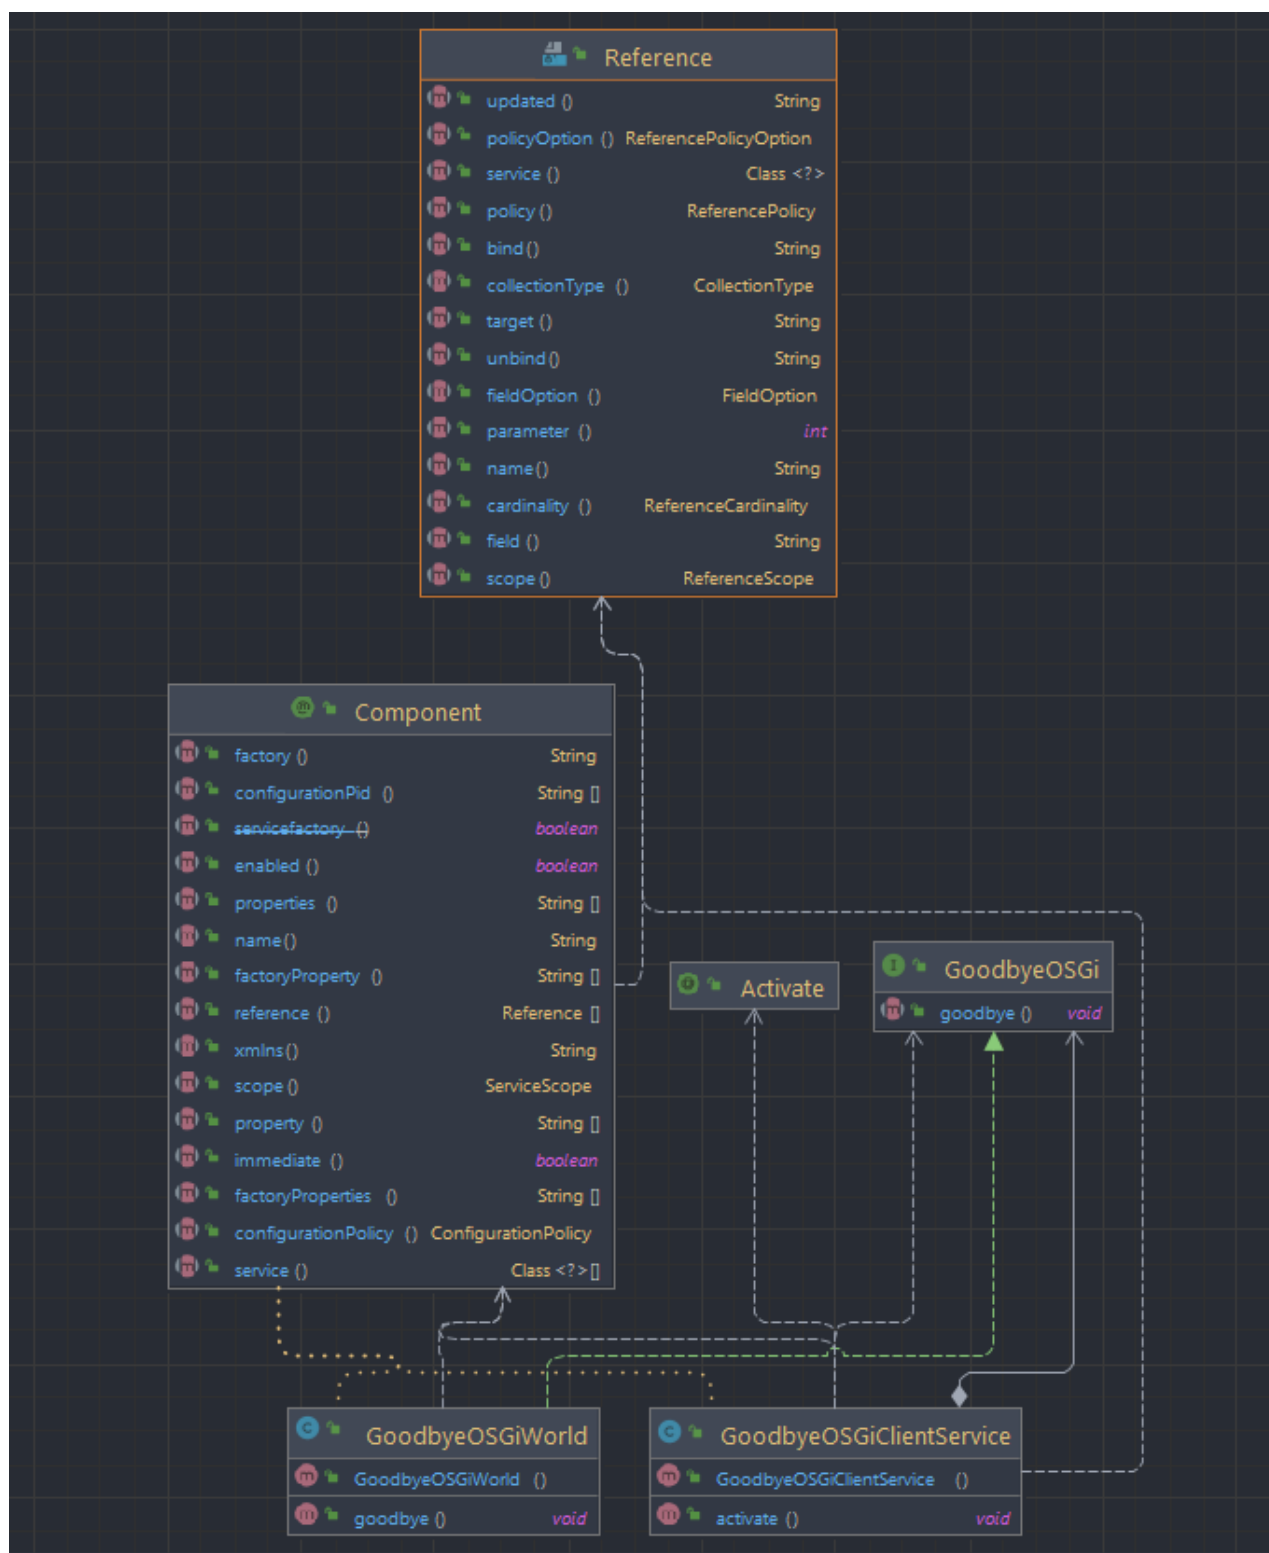 Reference
updated () String
policyOption () ReferencePolicyOption
service () Class <?>
policy () ReferencePolicy
bind () String
collectionType () CollectionType
target () String
unbind () String
fieldOption () FieldOption
parameter () int
name () String
cardinality () ReferenceCardinality
field () String
scope () ReferenceScope
Component
factory () String
configurationPid () String []
servicefactory () boolean
enabled () boolean
properties () String []
name () String
factoryProperty () String []
reference () Reference []
xmlns () String
scope () ServiceScope
property () String []
immediate () boolean
factoryProperties () String []
configurationPolicy () ConfigurationPolicy
service () Class <?> []
Activate
GoodbyeOSGi
goodbye () void
GoodbyeOSGiWorld
GoodbyeOSGiWorld ()
goodbye () void
GoodbyeOSGiClientService
GoodbyeOSGiClientService ()
activate () void